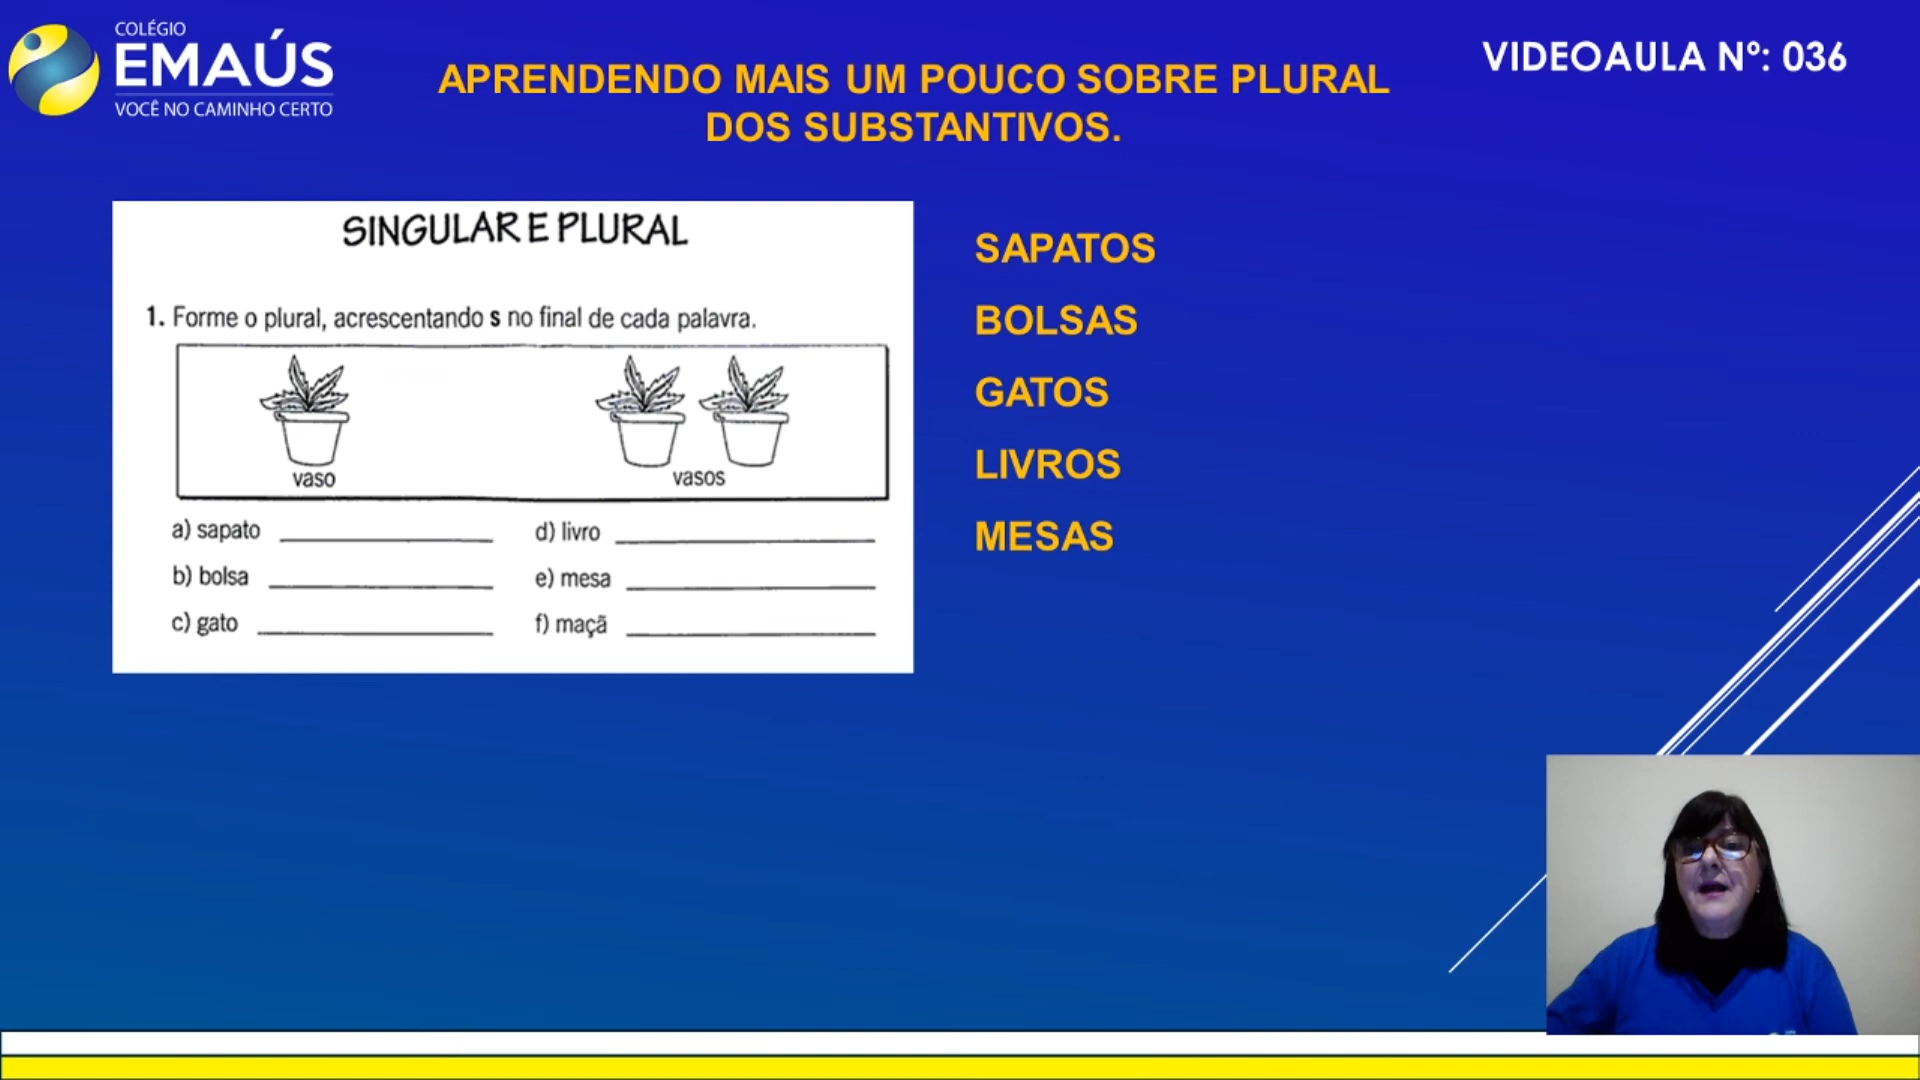 COLÉGIO
EMAÚS
VOCÊ NO CAMINHO CERTO
APRENDENDO MAIS UM POUCO SOBRE PLURAL
DOS SUBSTANTIVOS.
VIDEOAULA Nº: 036
SINGULAR E PLURAL
1. Forme o plural, acrescentando s no final de cada palavra.
vaso
vasos
a) sapato
b) bolsa
c) gato
d) livro
e) mesa
f) maçã
SAPATOS
BOLSAS
GATOS
LIVROS
MESAS